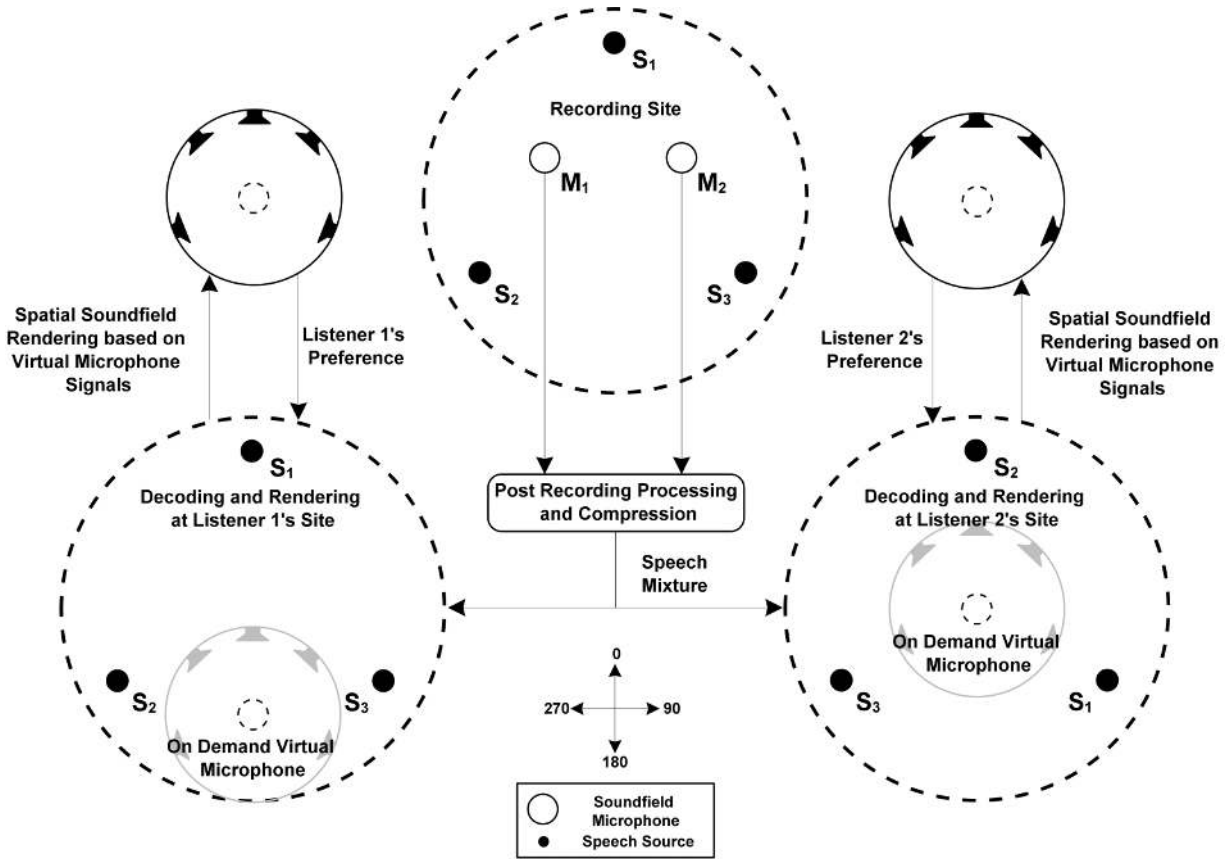 S1
Recording Site
M1
M2
S2
S3
Spatial Soundfield
Rendering based on
Virtual Microphone
Signals
Listener 1's
Preference
Listener 2's
Preference
Spatial Soundfield
Rendering based on
Virtual Microphone
Signals
S1
Decoding and Rendering
at Listener 1's Site
S2
S3
On Demand Virtual
Microphone
Post Recording Processing
and Compression
Speech
Mixture
S2
Decoding and Rendering
at Listener 2's Site
On Demand Virtual
Microphone
S3
S1
0
270
90
180
Soundfield
Microphone
Speech Source